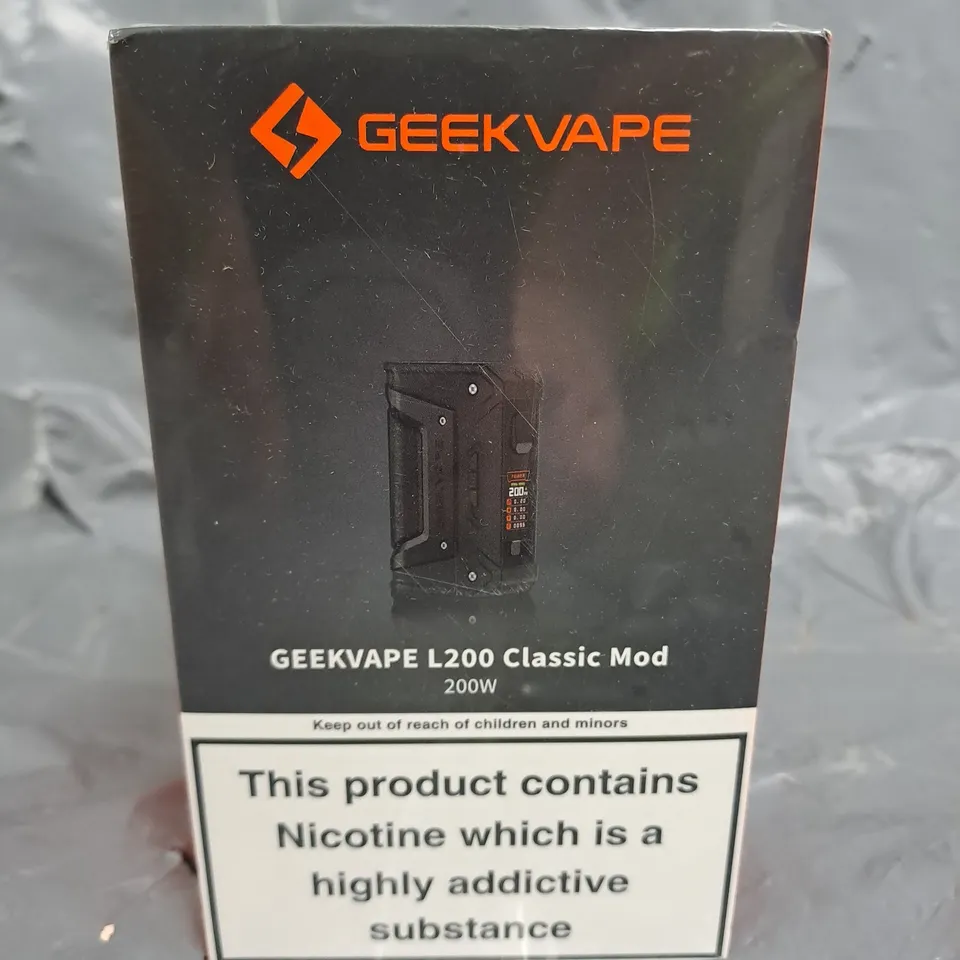 GEEKVAPE
200
GEEKVAPE L200 Classic Mod
200W
Keep out of reach of children and minors
This product contains
Nicotine which is a
highly addictive
substance